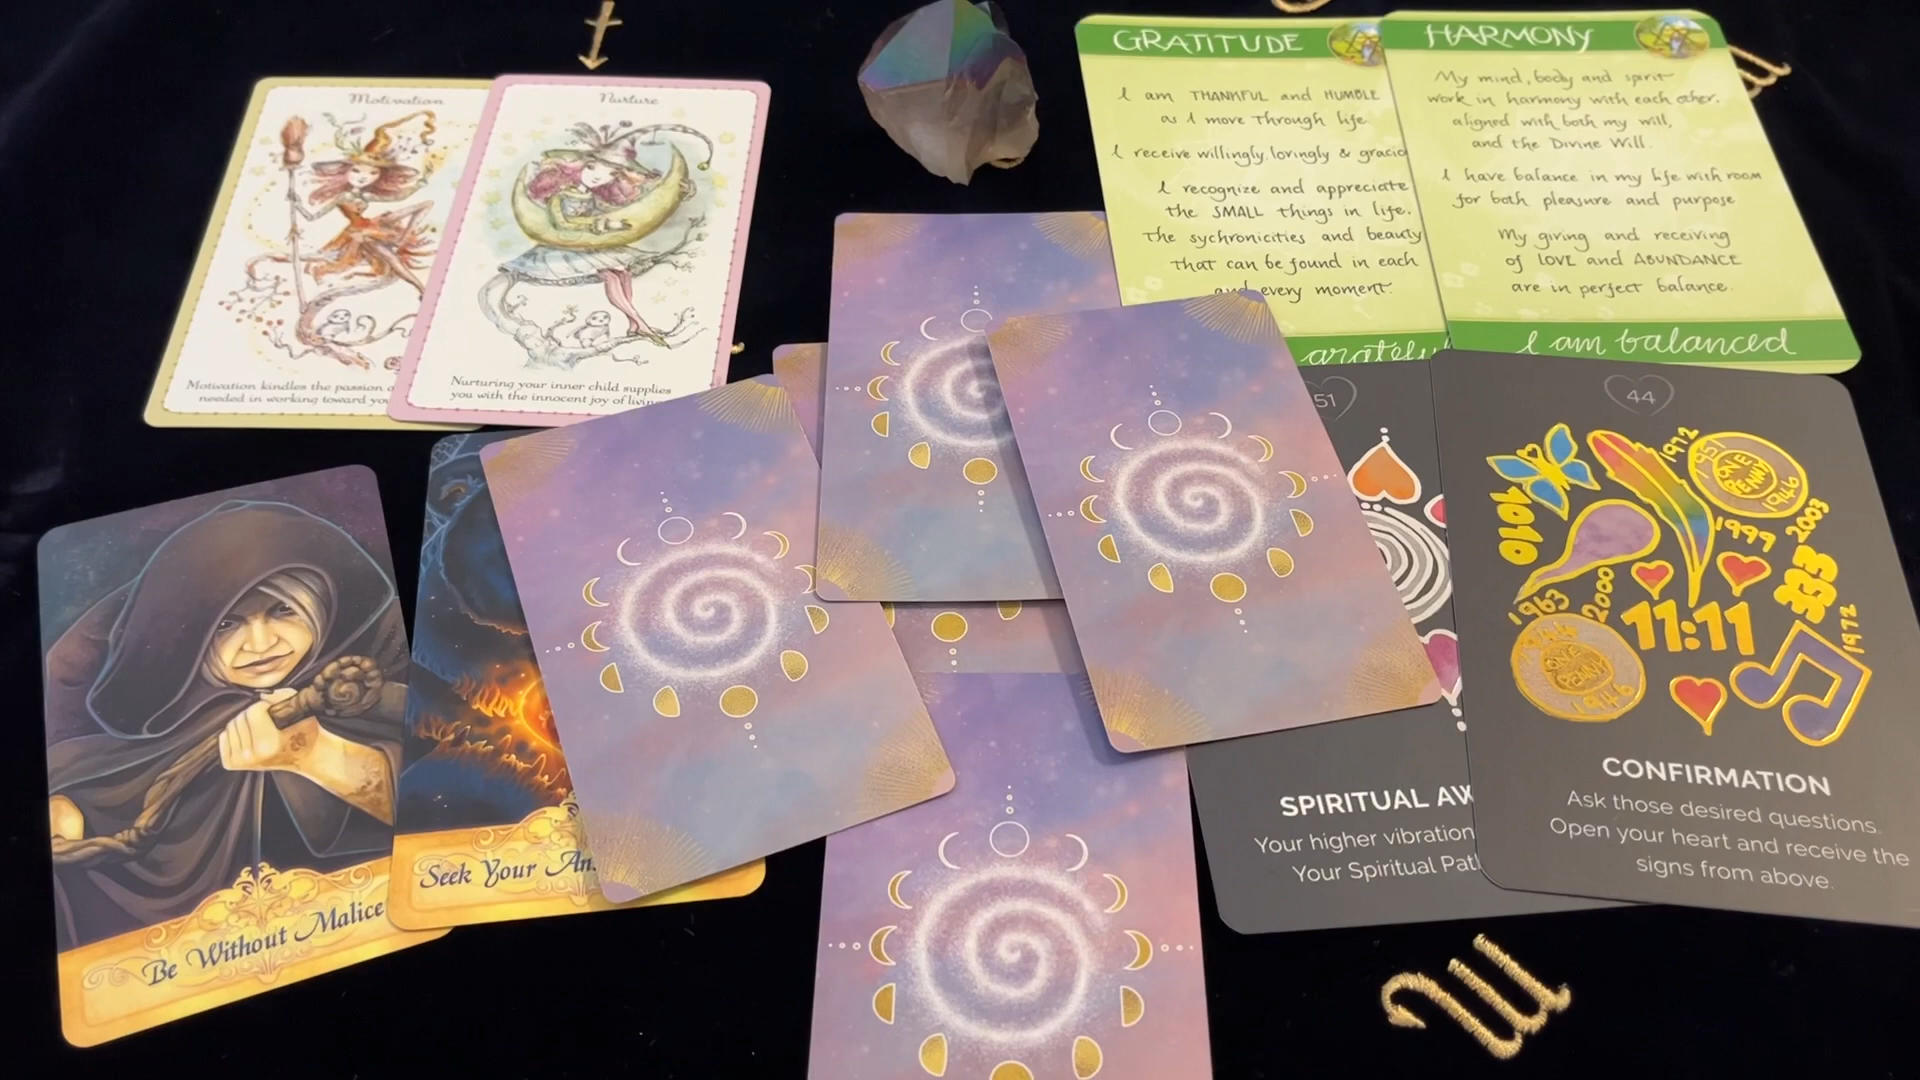 Motivation
Motivation kindles the passion
needed in working toward
Nurture
Nurturing your inner child supplies
you with the innocent joy of
GRATITUDE
I am THANKFUL and HUMBLE
as I move through life
I receive willingly, lovingly &
I recognize and appreciate
the SMALL things in life.
The sychronicities and beauty
that can be found in each
and every moment.
HARMONY
My mind, body and spirit
work in harmony with each other,
aligned with both my will,
and the Divine Will.
I have balance in my life with room
for both pleasure and purpose
My giving and receiving
of LOVE and ABUNDANCE
are in perfect balance.
I am balanced
Be Without Malice
Seek Your
51
SPIRITUAL
Your higher vibration
Your Spiritual
44
1010
1972
1951
ONE
PENNY
1946
1999
2003
333
1963
2000
11:11
1972
1944
ONE
PENNY
1946
CONFIRMATION
Ask those desired questions.
Open your heart and receive the
signs from above.